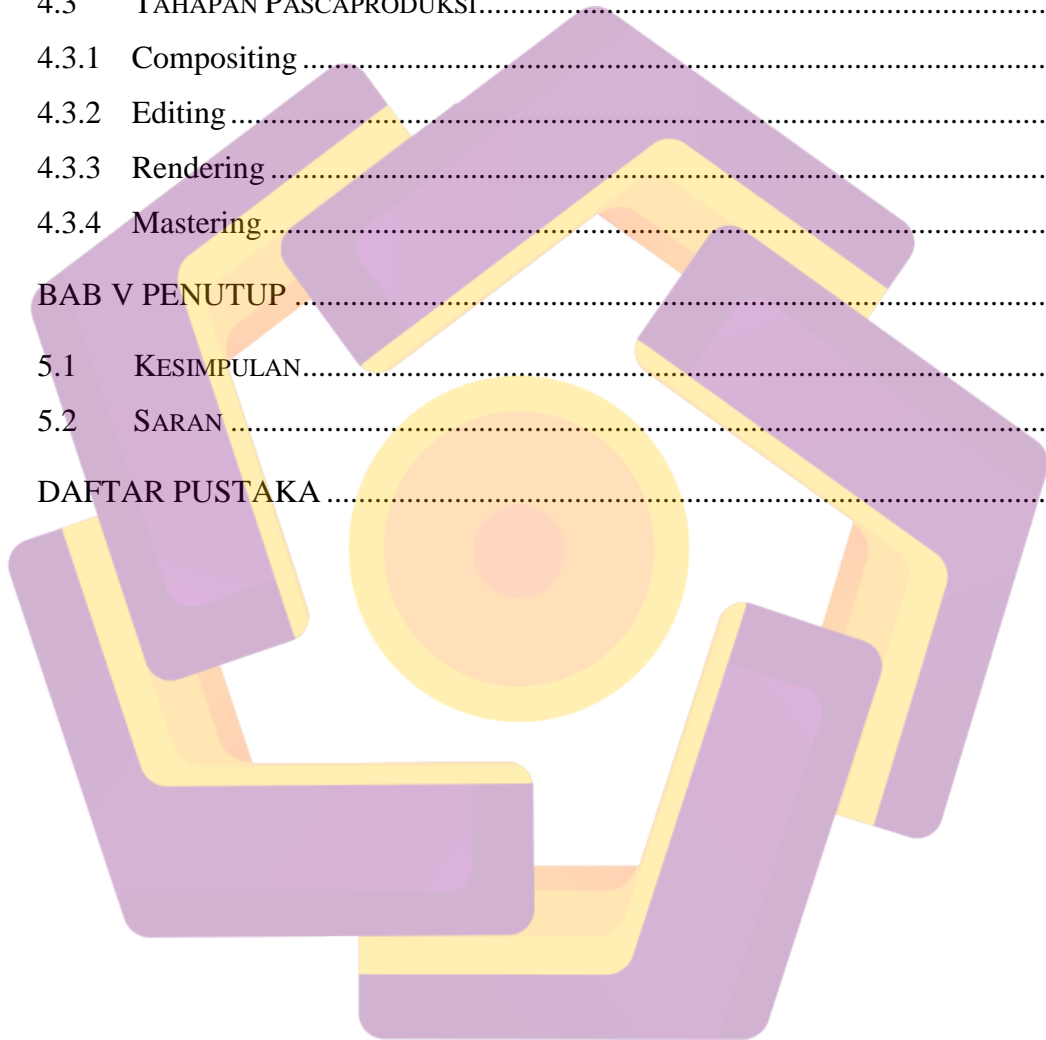 4.3 TAHAPAN PASCAPRODUKSI..............................................................................
4.3.1 Compositing ..............................................................................................
4.3.2 Editing ......................................................................................................
4.3.3 Rendering .................................................................................................
4.3.4 Mastering..................................................................................................
BAB V PENUTUP ..............................................................................................
5.1 KESIMPULAN..............................................................................................
5.2 SARAN ......................................................................................................
DAFTAR PUSTAKA ...........................................................................................